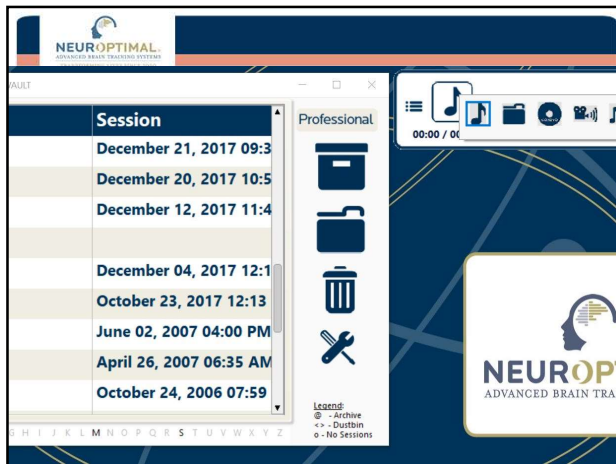 NEUROPTIMAL
ADVANCED BRAIN TRAINING SYSTEMS
VAULT
Session
Professional
00:00 / 00
December 21, 2017 09:3
December 20, 2017 10:5
December 12, 2017 11:4
December 04, 2017 12:1
October 23, 2017 12:13
June 02, 2007 04:00 PM
April 26, 2007 06:35 AM
October 24, 2006 07:59
Legend:
@ - Archive
<> - Dustbin
o - No Sessions
G H I J K L M N O P Q R S T U V W X Y Z
NEUROPT
ADVANCED BRAIN TRA